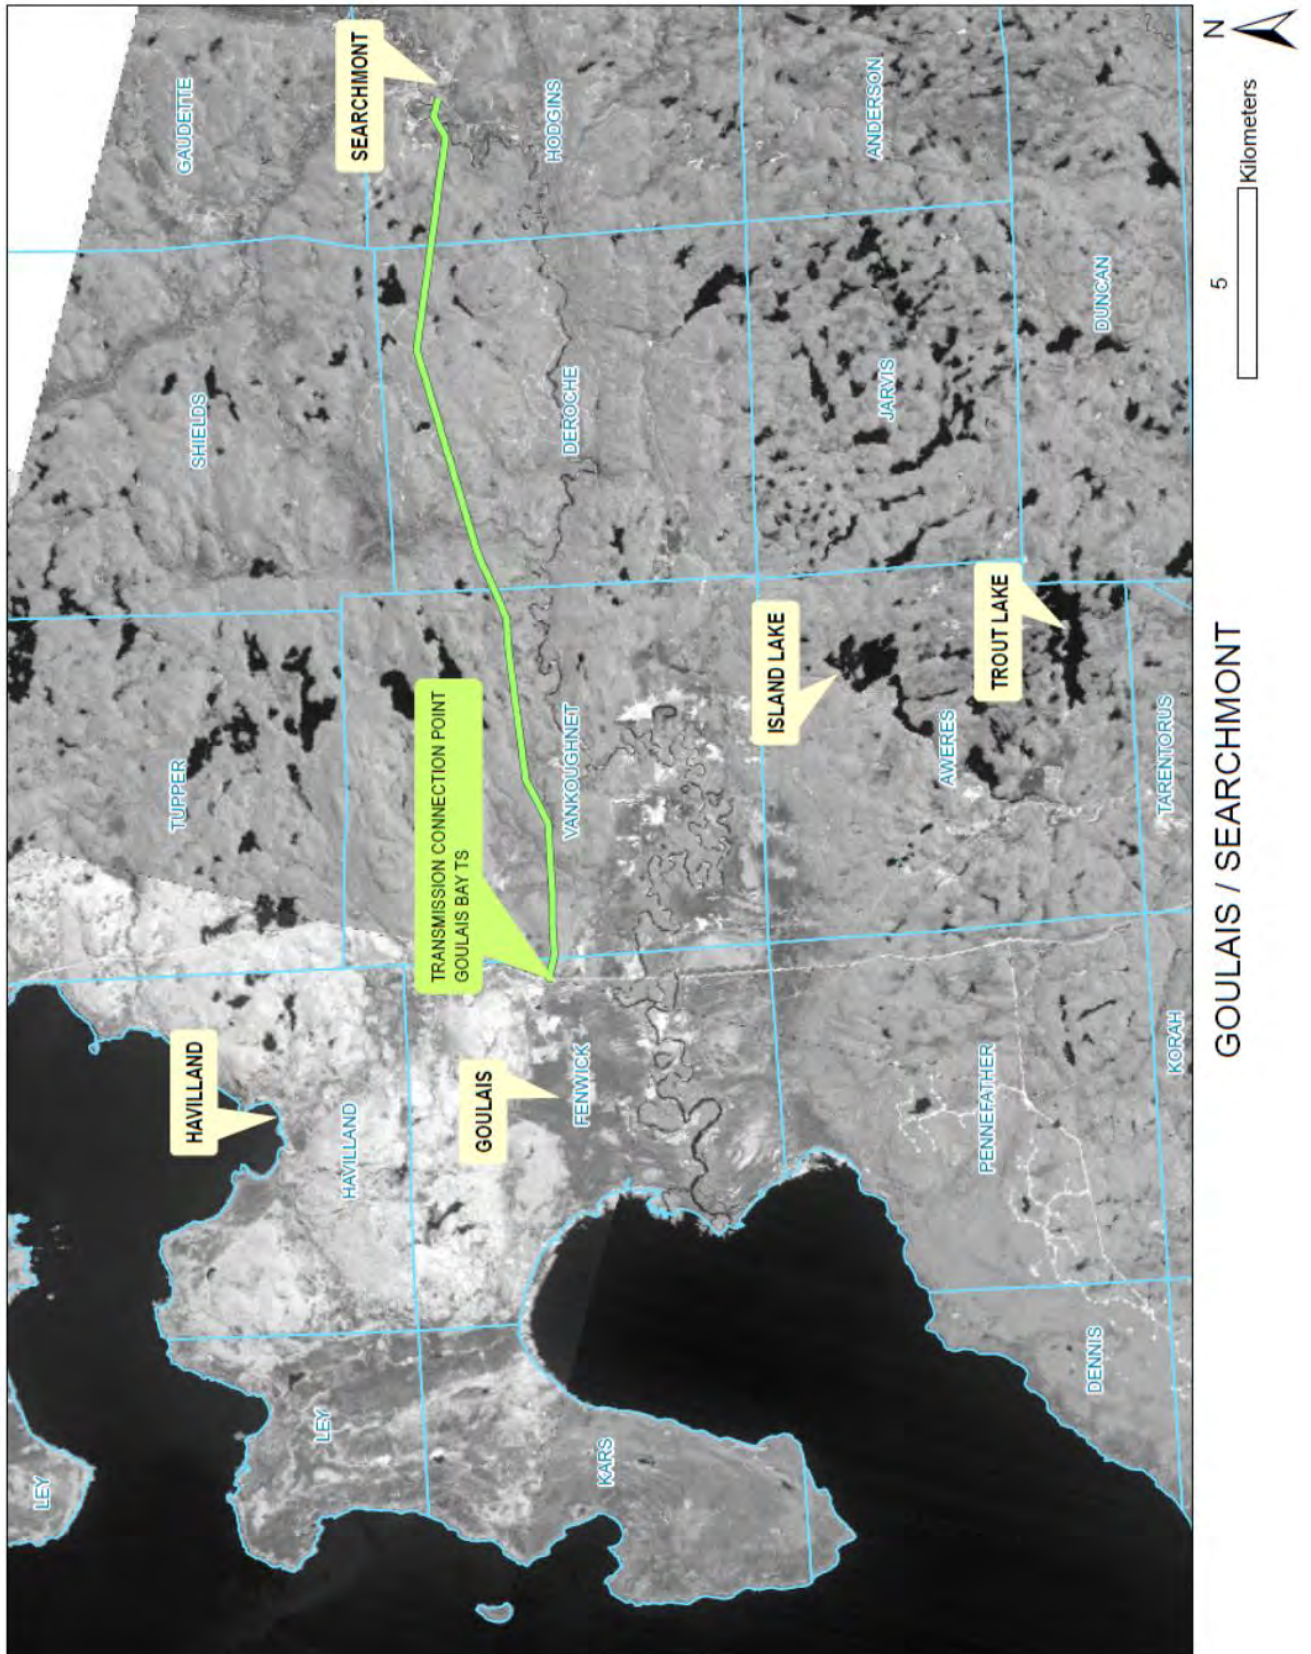 LEY
TUPPER
GAUDETTE
HAVILLAND
SHIELDS
LEY
HAVILLAND
SEARCHMONT
TRANSMISSION CONNECTION POINT
GOULAIS BAY TS
GOULAIS
KARS
FENWICK
VANKOUGHNET
DEROCHE
HODGINS
ISLAND LAKE
JARVIS
ANDERSON
AWERES
PENNEFATHER
TROUT LAKE
DENNIS
DUNCAN
KORAH
TARENTORUS
GOULAIS / SEARCHMONT
5
Kilometers
N